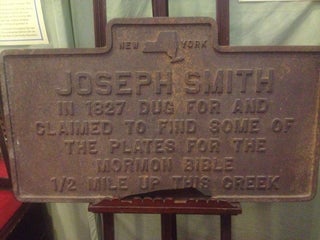 NEW YORK
JOSEPH SMITH
IN 1827 DUG FOR AND
CLAIMED TO FIND SOME OF
THE PLATES FOR THE
MORMON BIBLE
1/2 MILE UP THIS CREEK